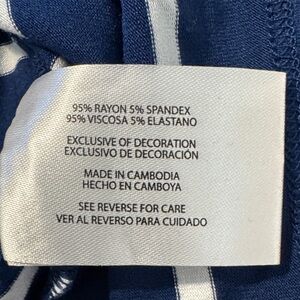 95% RAYON 5% SPANDEX
95% VISCOSA 5% ELASTANO
EXCLUSIVE OF DECORATION
EXCLUSIVO DE DECORACIÓN
MADE IN CAMBODIA
HECHO EN CAMBOYA
SEE REVERSE FOR CARE
VER AL REVERSO PARA CUIDADO